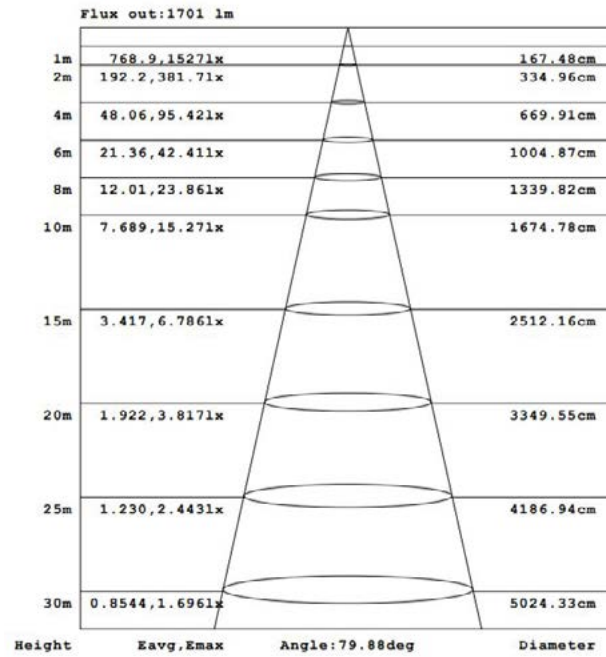 Flux out:1701 lm
1m 768.9,1527lx 167.48cm
2m 192.2,381.7lx 334.96cm
4m 48.06,95.42lx 669.91cm
6m 21.36,42.41lx 1004.87cm
8m 12.01,23.86lx 1339.82cm
10m 7.689,15.27lx 1674.78cm
15m 3.417,6.786lx 2512.16cm
20m 1.922,3.817lx 3349.55cm
25m 1.230,2.443lx 4186.94cm
30m 0.8544,1.696lx 5024.33cm
Height Eavg,Emax Angle:79.88deg Diameter